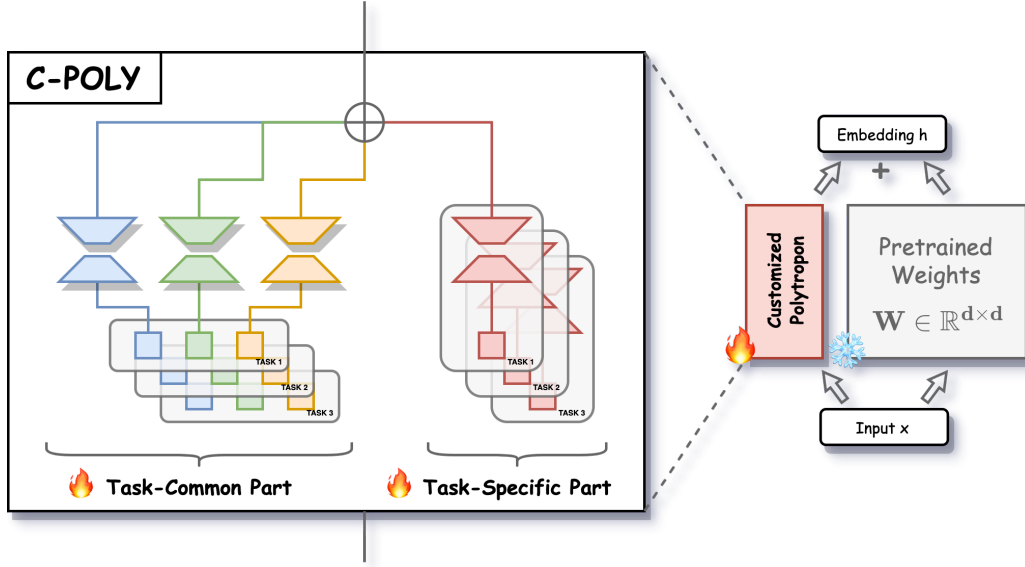 C-POLY
TASK 1
TASK 2
TASK 3
TASK 1
TASK 2
TASK 3
Task-Common Part
Task-Specific Part
Embedding h
+
Customized
Polytropon
Pretrained
Weights
W ∈ ℝ^{d×d}
Input x